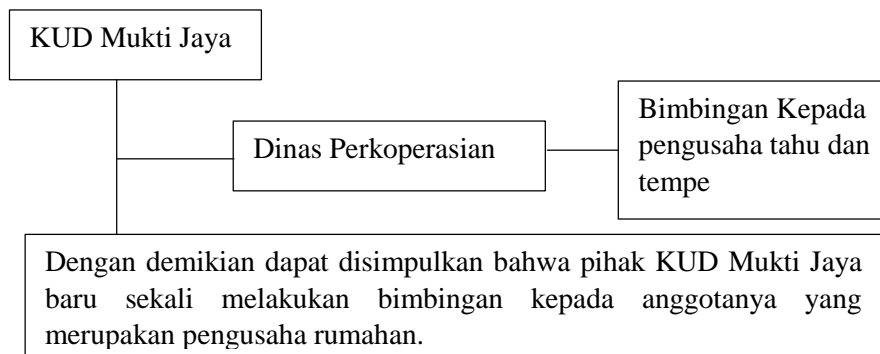 KUD Mukti Jaya
Dinas Perkoperasian
Bimbingan Kepada
pengusaha tahu dan
tempe
Dengan demikian dapat disimpulkan bahwa pihak KUD Mukti Jaya
baru sekali melakukan bimbingan kepada anggotanya yang
merupakan pengusaha rumahan.